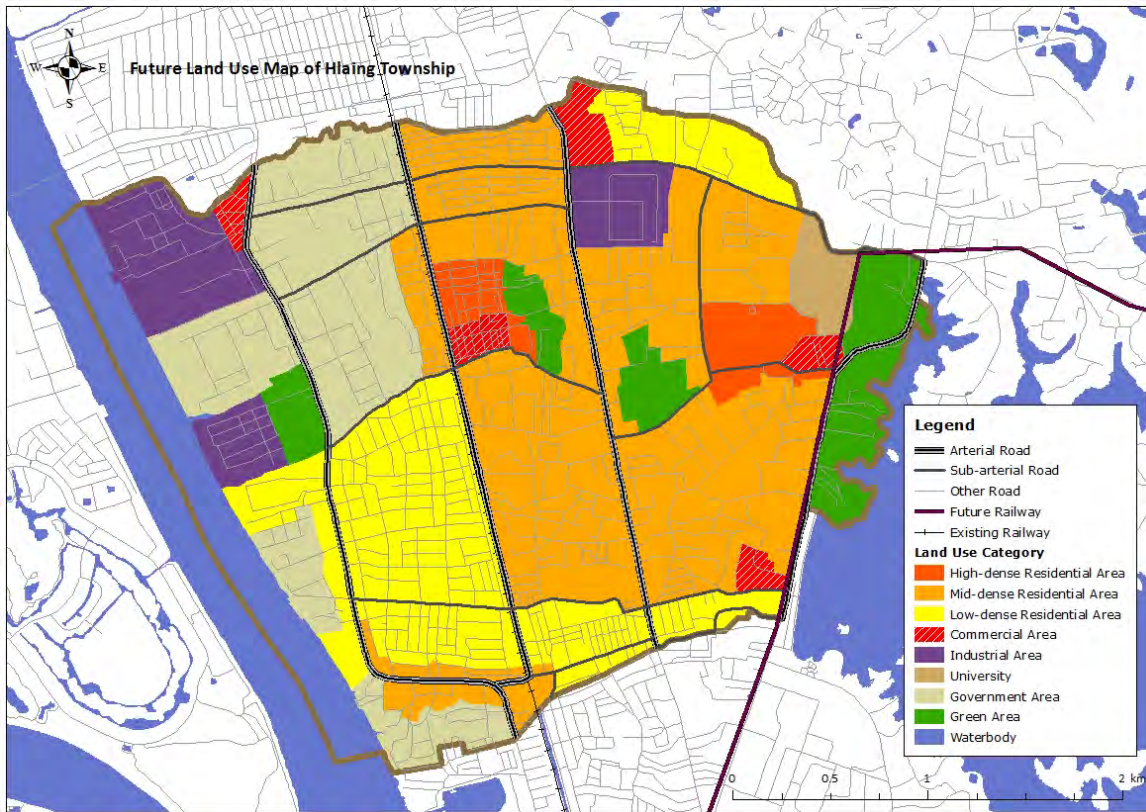 N
W
E
S
Future Land Use Map of Hlaing Township
Legend
Arterial Road
Sub-arterial Road
Other Road
Future Railway
Existing Railway
Land Use Category
High-dense Residential Area
Mid-dense Residential Area
Low-dense Residential Area
Commercial Area
Industrial Area
University
Government Area
Green Area
Waterbody
0 0.5 1 2 km